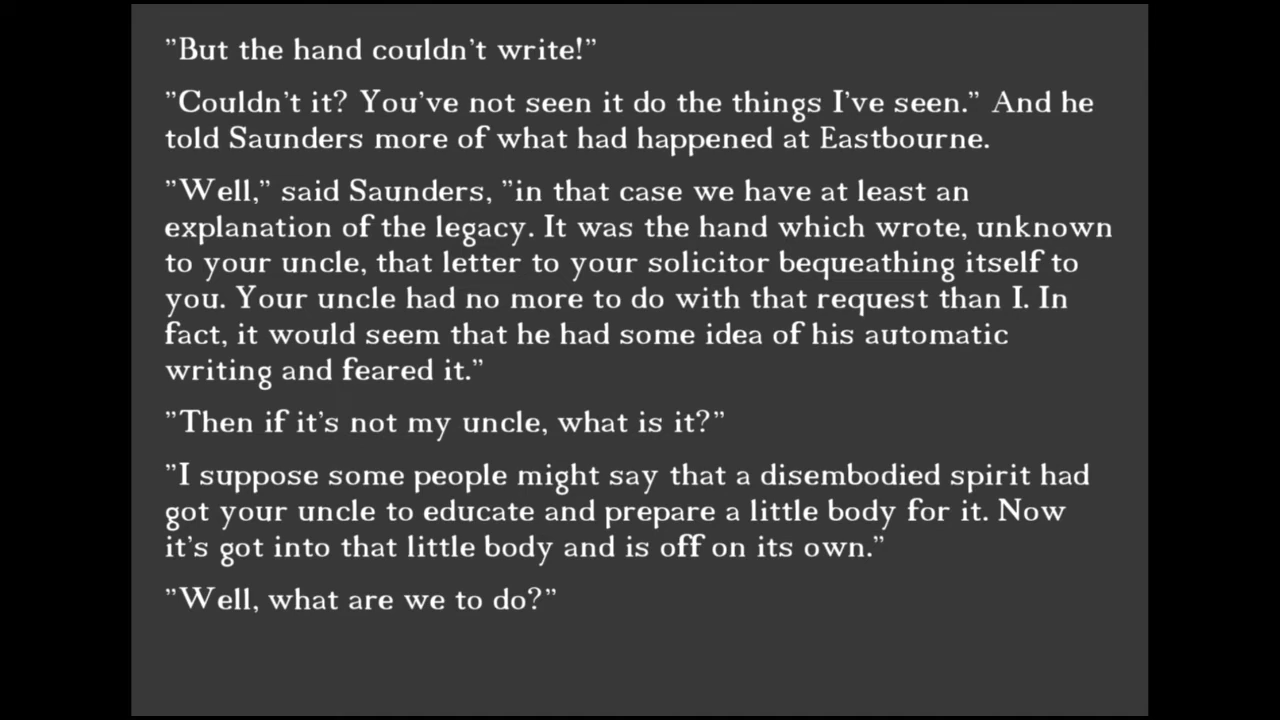 ”But the hand couldn’t write!”
”Couldn’t it? You’ve not seen it do the things I’ve seen.” And he
told Saunders more of what had happened at Eastbourne.
”Well,” said Saunders, ”in that case we have at least an
explanation of the legacy. It was the hand which wrote, unknown
to your uncle, that letter to your solicitor bequeathing itself to
you. Your uncle had no more to do with that request than I. In
fact, it would seem that he had some idea of his automatic
writing and feared it.”
”Then if it’s not my uncle, what is it?”
”I suppose some people might say that a disembodied spirit had
got your uncle to educate and prepare a little body for it. Now
it’s got into that little body and is off on its own.”
”Well, what are we to do?”